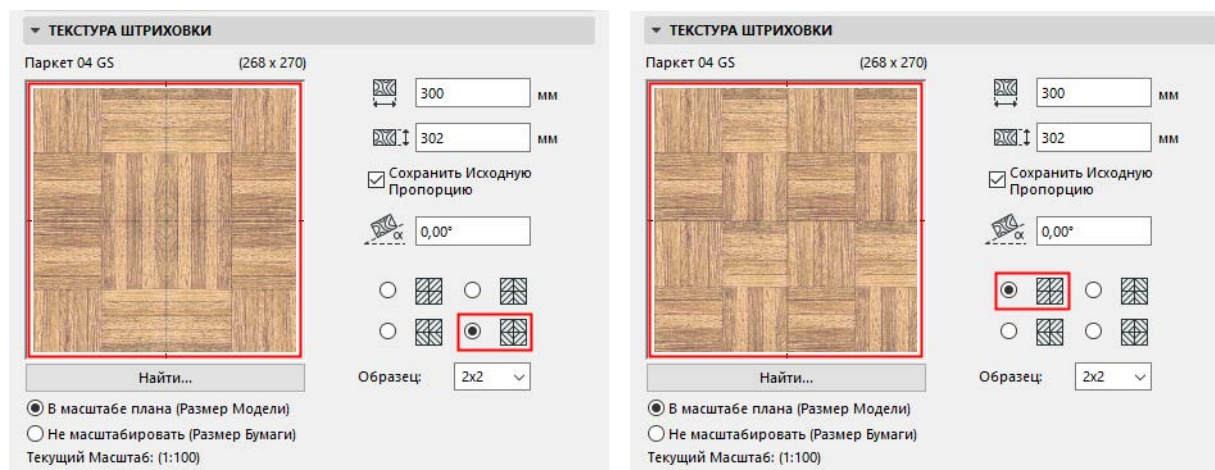 ТЕКСТУРА ШТРИХОВКИ
Паркет 04 GS (268 x 270)
300 мм
302 мм
Сохранить Исходную
Пропорцию
α 0,00°
Найти...
Образец: 2x2
В масштабе плана (Размер Модели)
Не масштабировать (Размер Бумаги)
Текущий Масштаб: (1:100)
ТЕКСТУРА ШТРИХОВКИ
Паркет 04 GS (268 x 270)
300 мм
302 мм
Сохранить Исходную
Пропорцию
α 0,00°
Найти...
Образец: 2x2
В масштабе плана (Размер Модели)
Не масштабировать (Размер Бумаги)
Текущий Масштаб: (1:100)